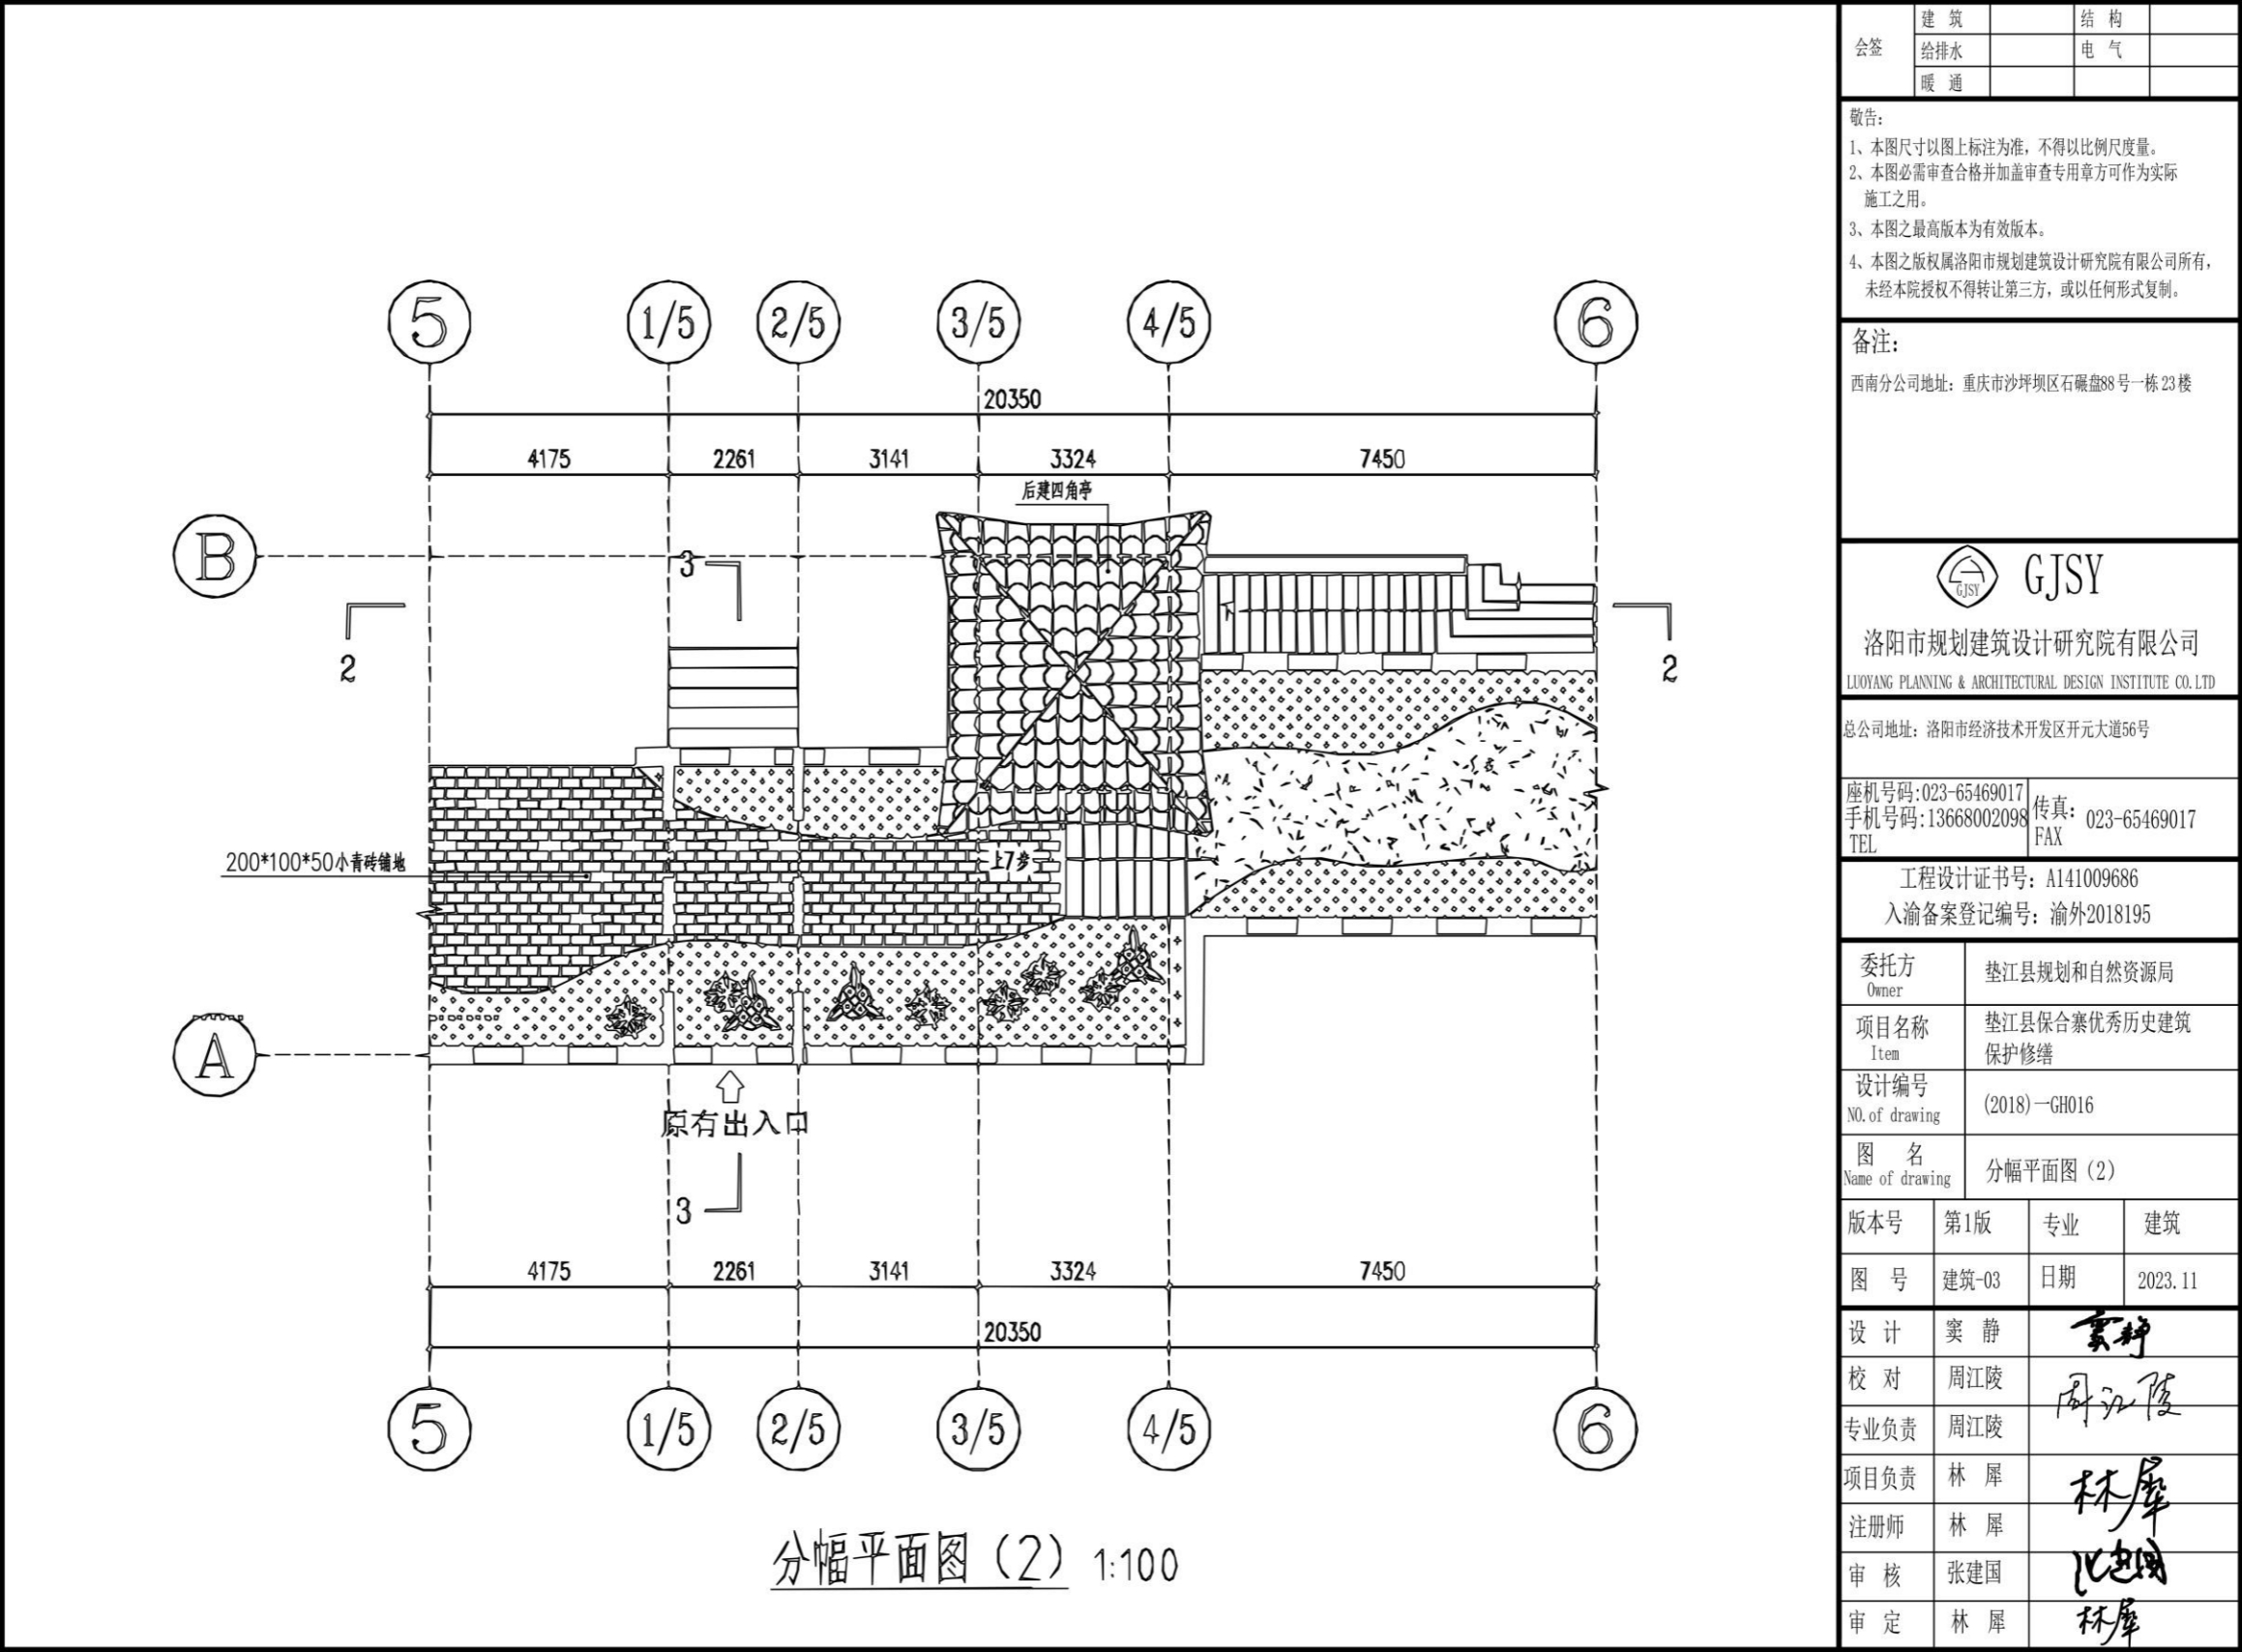 5
1/5
2/5
3/5
4/5
6
20350
4175
2261
3141
3324
7450
后建四角亭
B
3
2
2
200*100*50小青砖铺地
上7步
A
原有出入口
3
4175
2261
3141
3324
7450
20350
5
1/5
2/5
3/5
4/5
6
分幅平面图（2） 1:100
会签
建 筑
结 构
给排水
电 气
暖 通
敬告:
1、本图尺寸以图上标注为准，不得以比例尺度量。
2、本图必需审查合格并加盖审查专用章方可作为实际
施工之用。
3、本图之最高版本为有效版本。
4、本图之版权属洛阳市规划建筑设计研究院有限公司所有，
未经本院授权不得转让第三方，或以任何形式复制。
备注:
西南分公司地址：重庆市沙坪坝区石碾盘88号一栋23楼
GJSY
GJSY
洛阳市规划建筑设计研究院有限公司
LUOYANG PLANNING & ARCHITECTURAL DESIGN INSTITUTE CO.LTD
总公司地址：洛阳市经济技术开发区开元大道56号
座机号码:023-65469017
手机号码:13668002098
TEL
传真:
FAX
023-65469017
工程设计证书号：A141009686
入渝备案登记编号：渝外2018195
委托方
Owner
垫江县规划和自然资源局
项目名称
Item
垫江县保合寨优秀历史建筑
保护修缮
设计编号
NO.of drawing
(2018)一GH016
图 名
Name of drawing
分幅平面图（2）
版本号 第1版 专业 建筑
图 号 建筑-03 日期 2023.11
设 计 窦 静 窦静
校 对 周江陵 周江陵
专业负责 周江陵
项目负责 林 犀 林犀
注册师 林 犀
审 核 张建国
审 定 林 犀 林犀